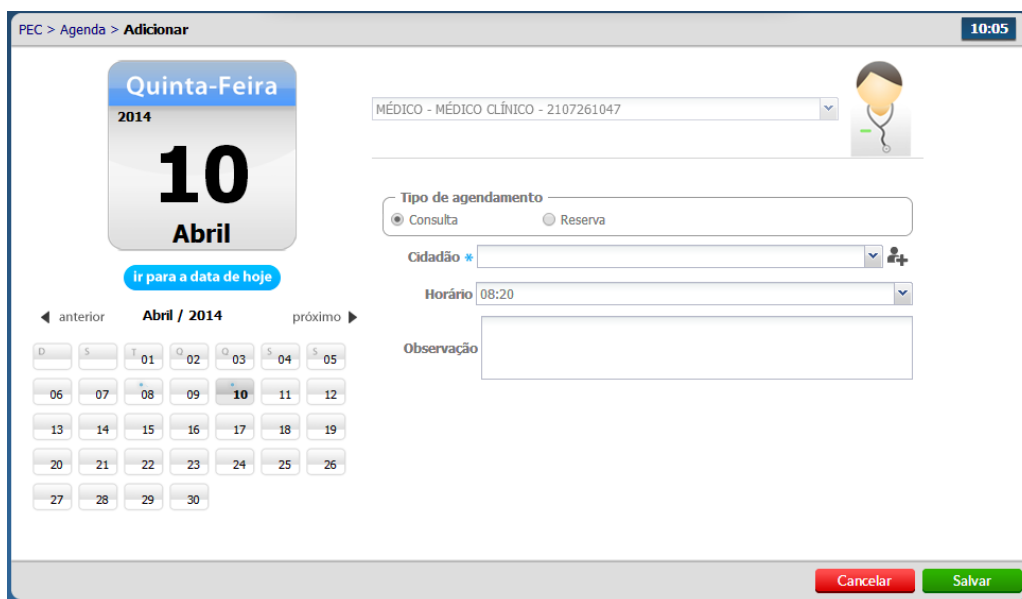 PEC > Agenda > Adicionar
10:05
Quinta-Feira
2014
10
Abril
ir para a data de hoje
anterior Abril / 2014 próximo
D S T 01 Q 02 Q 03 S 04 S 05
06 07 08 09 10 11 12
13 14 15 16 17 18 19
20 21 22 23 24 25 26
27 28 29 30
MÉDICO - MÉDICO CLÍNICO - 2107261047
Tipo de agendamento
Consulta Reserva
Cidadão *
Horário 08:20
Observação
Cancelar Salvar